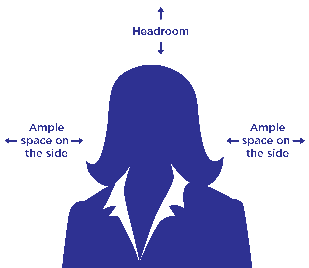 Headroom
Ample
space on
the side
Ample
space on
the side